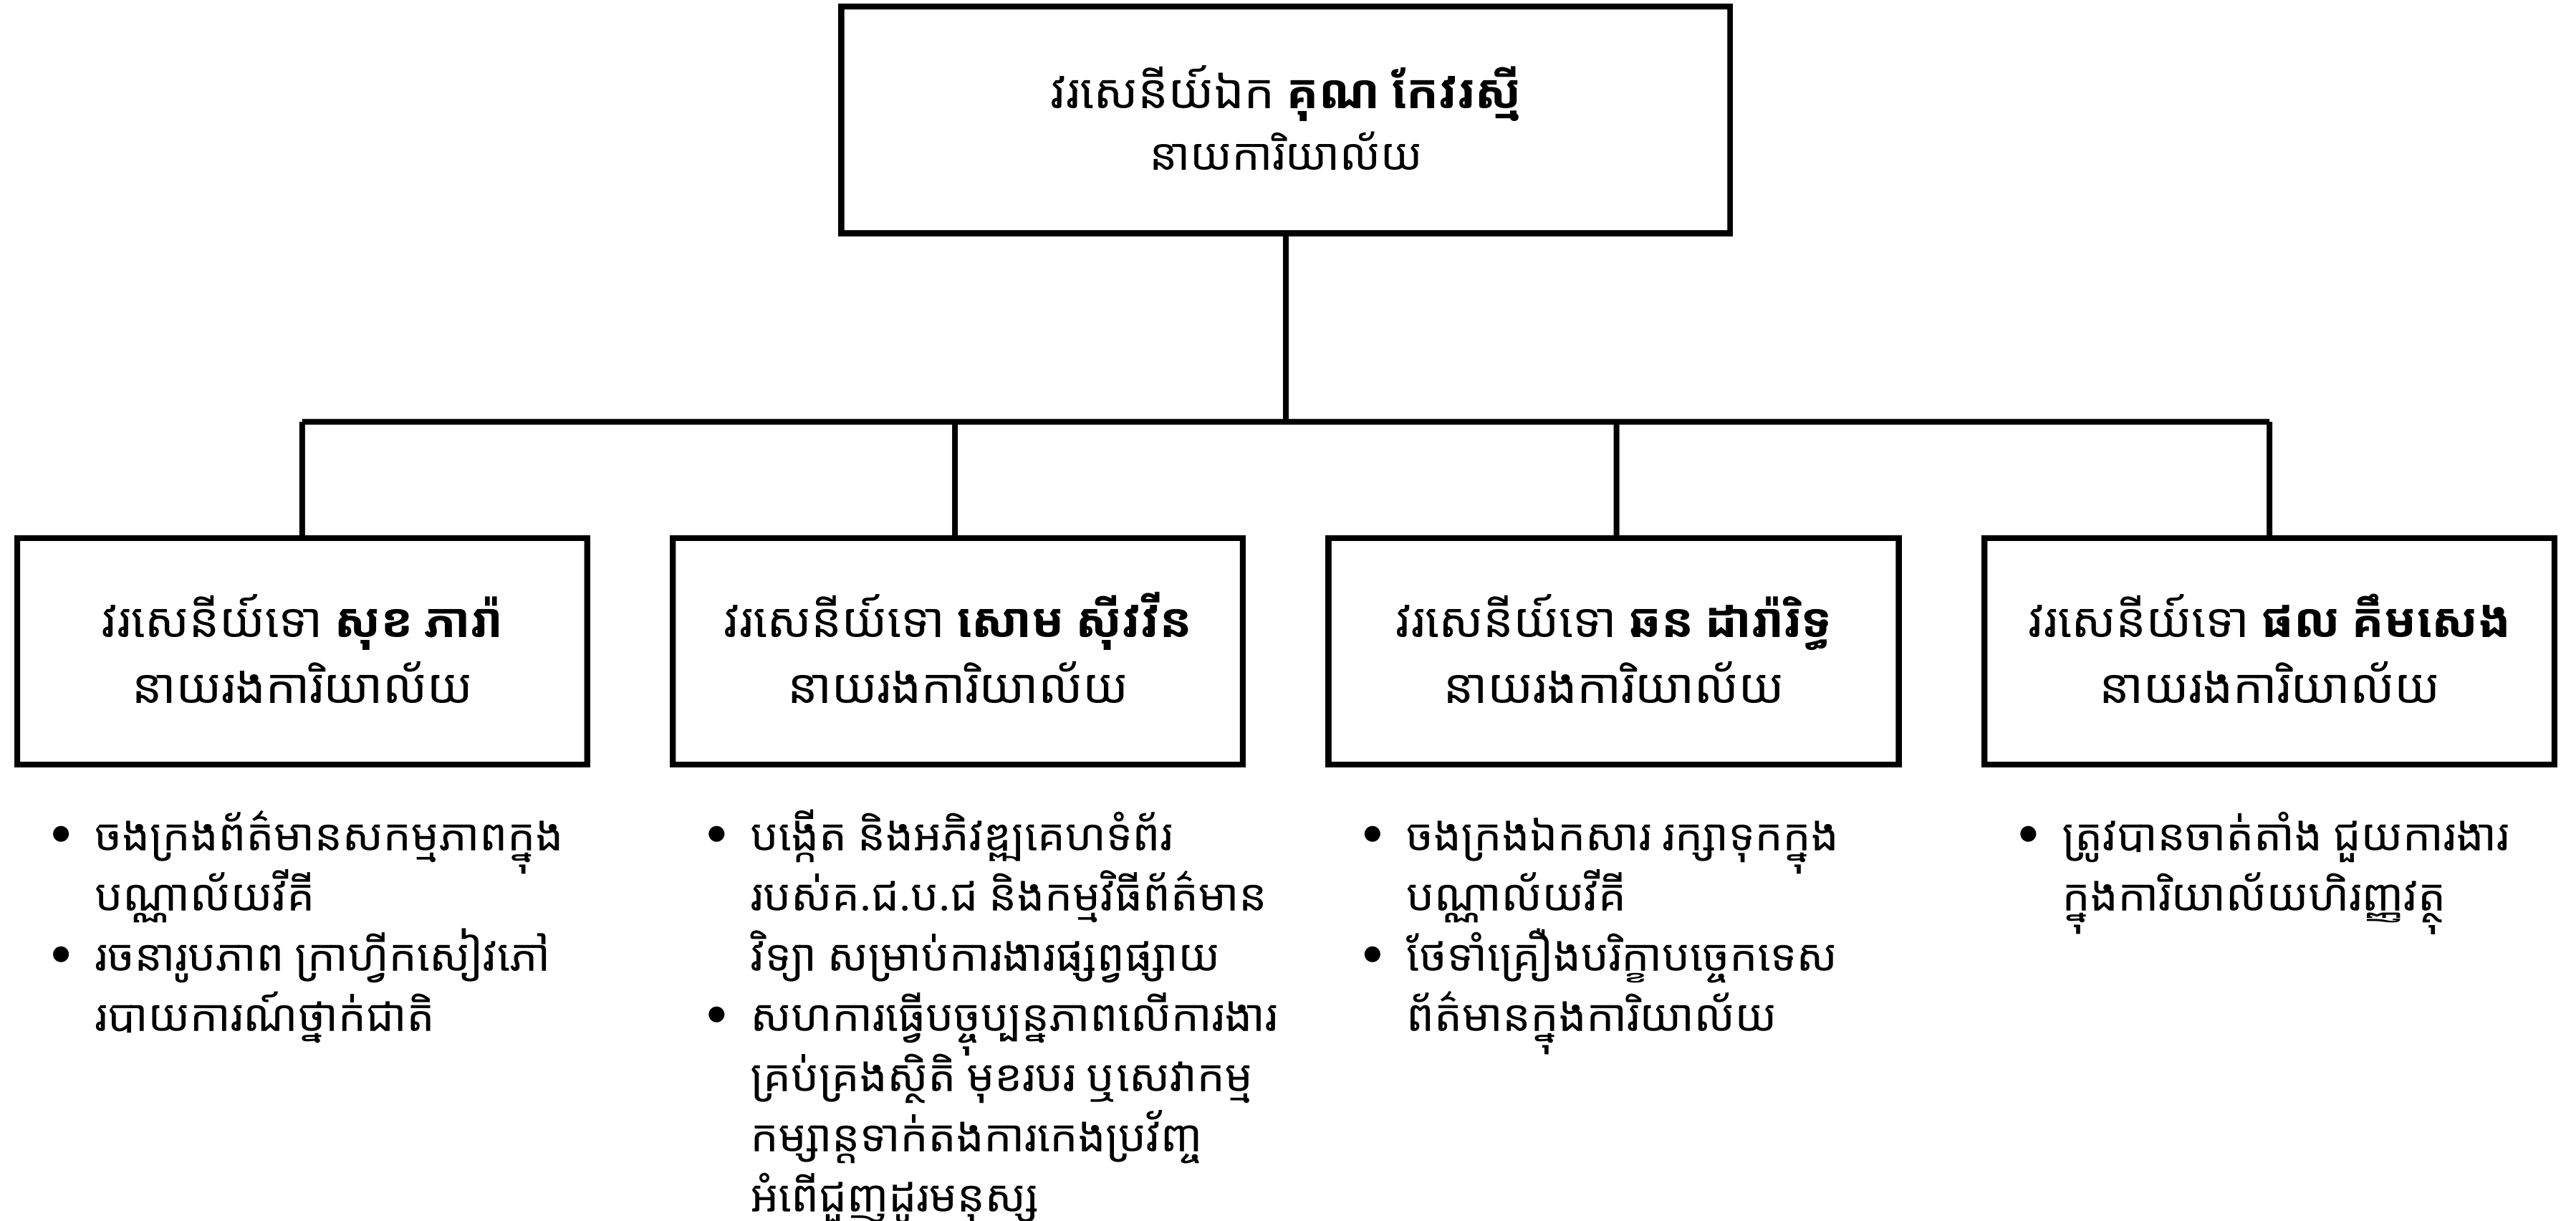 វរសេនីយ៍ឯក គុណ កែវរស្មី
នាយការិយាល័យ
វរសេនីយ៍ទោ សុខ ភារ៉ា
នាយរងការិយាល័យ
វរសេនីយ៍ទោ សោម ស៊ីវវីន
នាយរងការិយាល័យ
វរសេនីយ៍ទោ ឆន ដារ៉ារិទ្ធ
នាយរងការិយាល័យ
វរសេនីយ៍ទោ ផល គឹមសេង
នាយរងការិយាល័យ
• ចងក្រងព័ត៌មានសកម្មភាពក្នុង
បណ្ណាល័យវីគី
• រចនារូបភាព ក្រាហ្វីកសៀវភៅ
របាយការណ៍ថ្នាក់ជាតិ
• បង្កើត និងអភិវឌ្ឍគេហទំព័រ
របស់គ.ជ.ប.ជ និងកម្មវិធីព័ត៌មាន
វិទ្យា សម្រាប់ការងារផ្សព្វផ្សាយ
• សហការធ្វើបច្ចុប្បន្នភាពលើការងារ
គ្រប់គ្រងស្ថិតិ មុខរបរ ឬសេវាកម្ម
កម្សាន្តទាក់តងការកេងប្រវ័ញ្ច
អំពើជួញដូរមនុស្ស
• ចងក្រងឯកសារ រក្សាទុកក្នុង
បណ្ណាល័យវីគី
• ថែទាំគ្រឿងបរិក្ខាបច្ចេកទេស
ព័ត៌មានក្នុងការិយាល័យ
• ត្រូវបានចាត់តាំង ជួយការងារ
ក្នុងការិយាល័យហិរញ្ញវត្ថុ